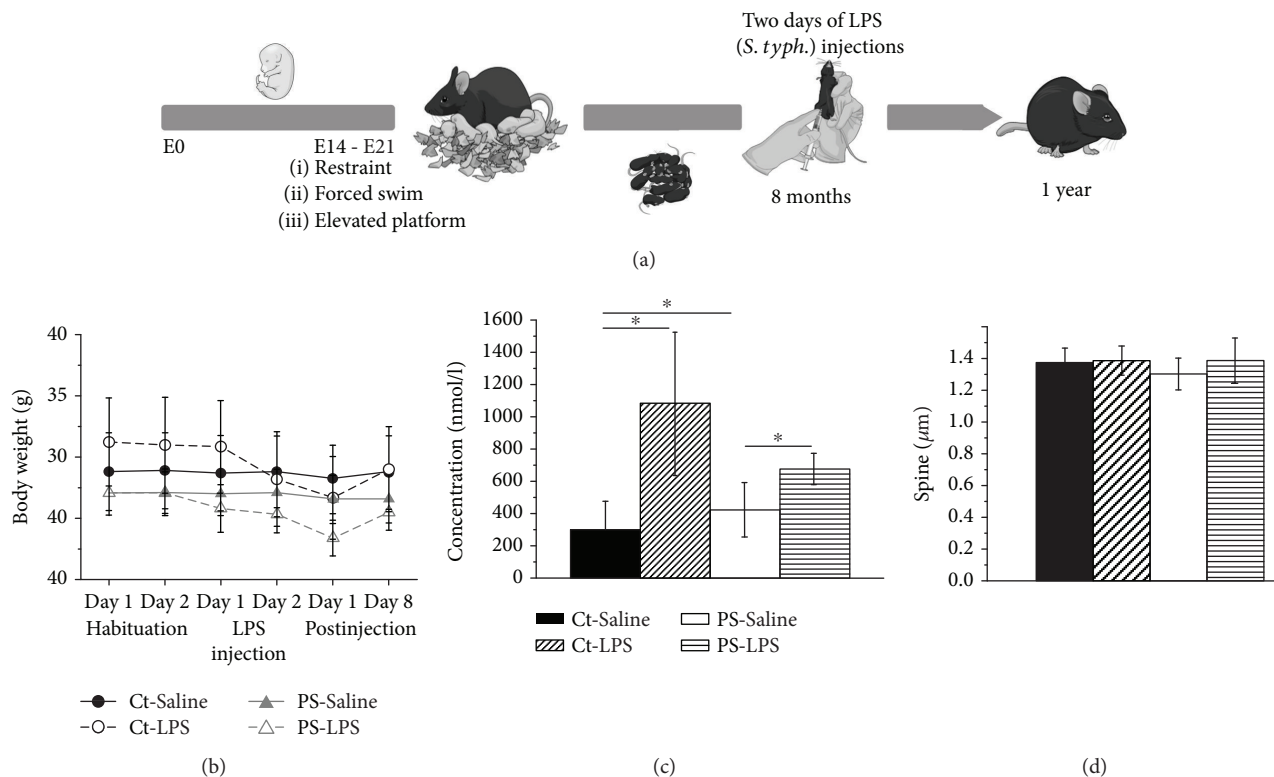 Two days of LPS
(S. typh.) injections
E0
E14 - E21
(i) Restraint
(ii) Forced swim
(iii) Elevated platform
8 months
1 year
(a)
Body weight (g)
40
35
30
40
40
Day 1 Day 2 Day 1 Day 2 Day 1 Day 8
Habituation LPS Postinjection
injection
Ct-Saline PS-Saline
Ct-LPS PS-LPS
(b)
Concentration (nmol/l)
1600
1400
1200
1000
800
600
400
200
0
*
*
*
Ct-Saline PS-Saline
Ct-LPS PS-LPS
(c)
Spine (μm)
1.4
1.2
1.0
0.8
0.6
0.4
0.2
0.0
(d)